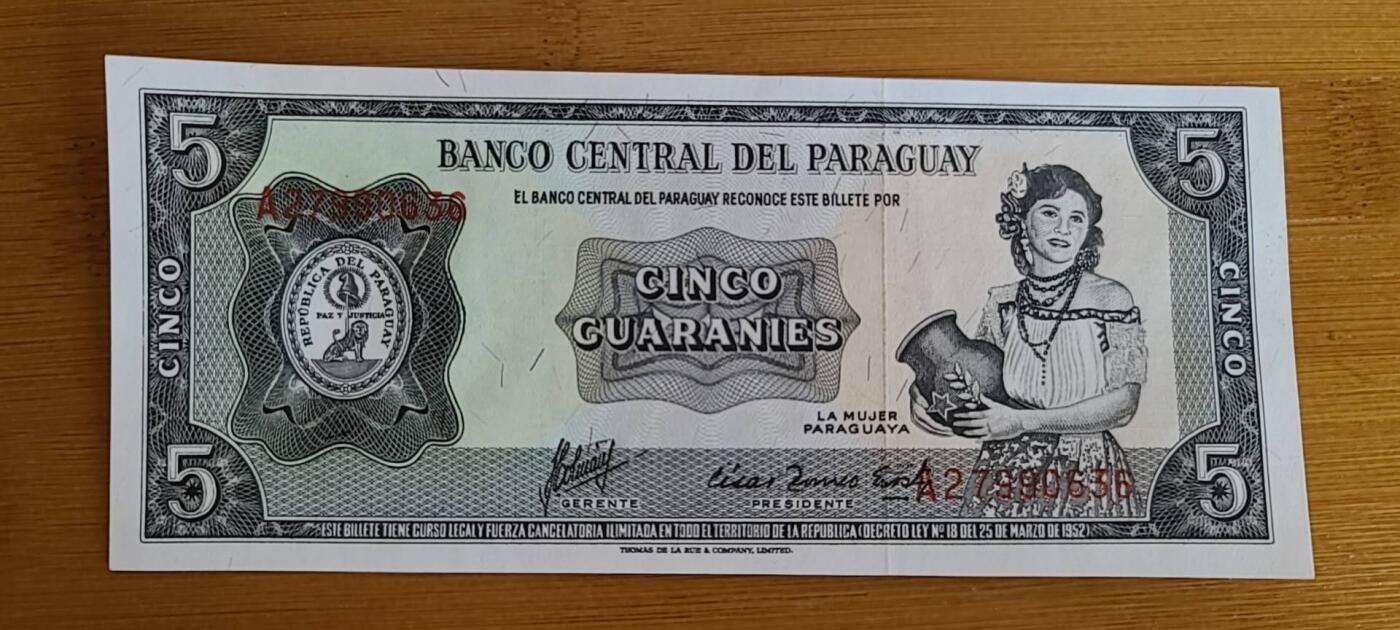 5
5
BANCO CENTRAL DEL PARAGUAY
A27990636
EL BANCO CENTRAL DEL PARAGUAY RECONOCE ESTE BILLETE POR
REPÚBLICA DEL PARAGUAY
PAZ Y JUSTICIA
CINCO
CINCO
GUARANIES
CINCO
LA MUJER
PARAGUAYA
5
5
César Romeo
A27990636
GERENTE
PRESIDENTE
ESTE BILLETE TIENE CURSO LEGAL Y FUERZA CANCELATORIA ILIMITADA EN TODO EL TERRITORIO DE LA REPUBLICA (DECRETO LEY Nº 18 DEL 25 DE MARZO DE 1952)
THOMAS DE LA RUE & COMPANY, LIMITED.